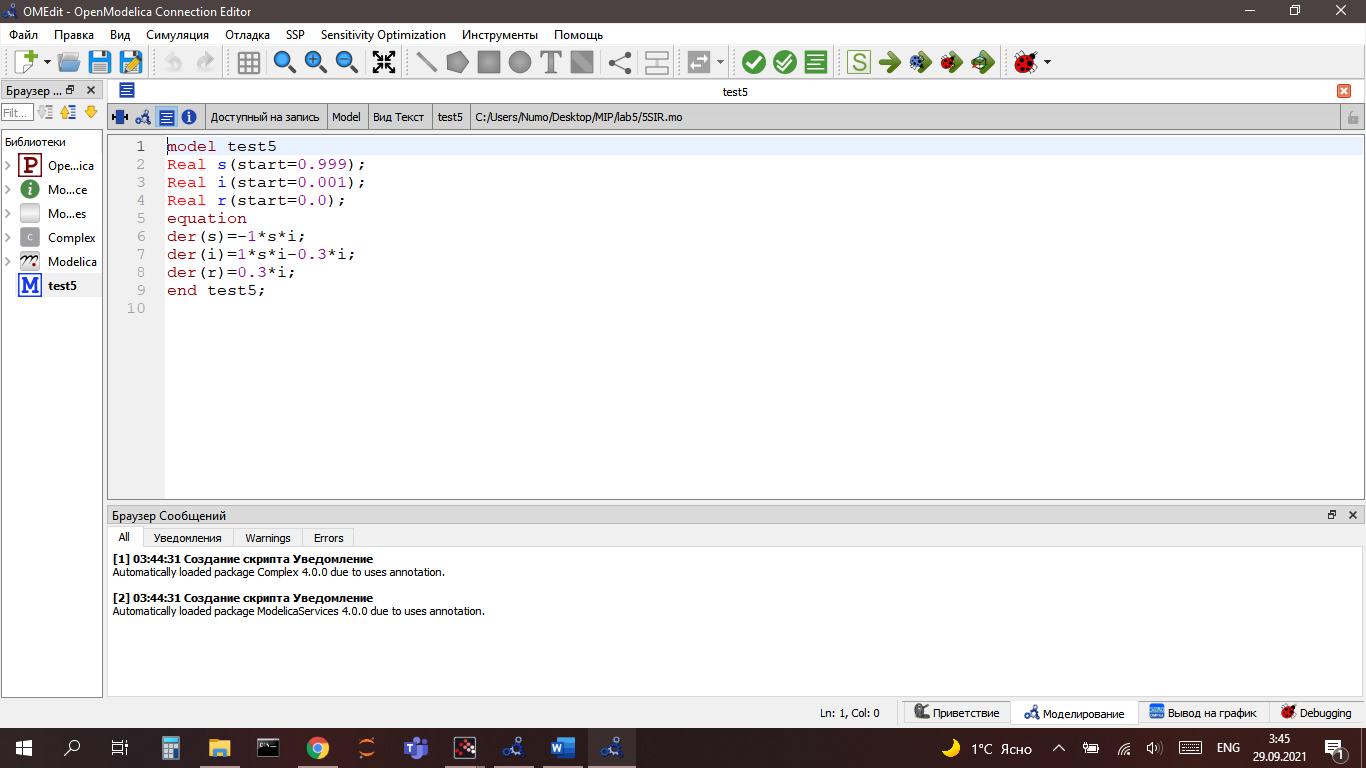 OMEdit - OpenModelica Connection Editor
Файл Правка Вид Симуляция Отладка SSP Sensitivity Optimization Инструменты Помощь
Браузер ...
test5
Filt...
Доступный на запись Model Вид Текст test5 C:/Users/Numo/Desktop/MIP/lab5/5SIR.mo
Библиотеки
Ope...ica
Mo...ce
Mo...es
Complex
Modelica
test5
1 model test5
2 Real s(start=0.999);
3 Real i(start=0.001);
4 Real r(start=0.0);
5 equation
6 der(s)=-1*s*i;
7 der(i)=1*s*i-0.3*i;
8 der(r)=0.3*i;
9 end test5;
10
Браузер Сообщений
All Уведомления Warnings Errors
[1] 03:44:31 Создание скрипта Уведомление
Automatically loaded package Complex 4.0.0 due to uses annotation.
[2] 03:44:31 Создание скрипта Уведомление
Automatically loaded package ModelicaServices 4.0.0 due to uses annotation.
Ln: 1, Col: 0 Приветствие Моделирование Вывод на график Debugging
1°C Ясно ENG 3:45
29.09.2021
1